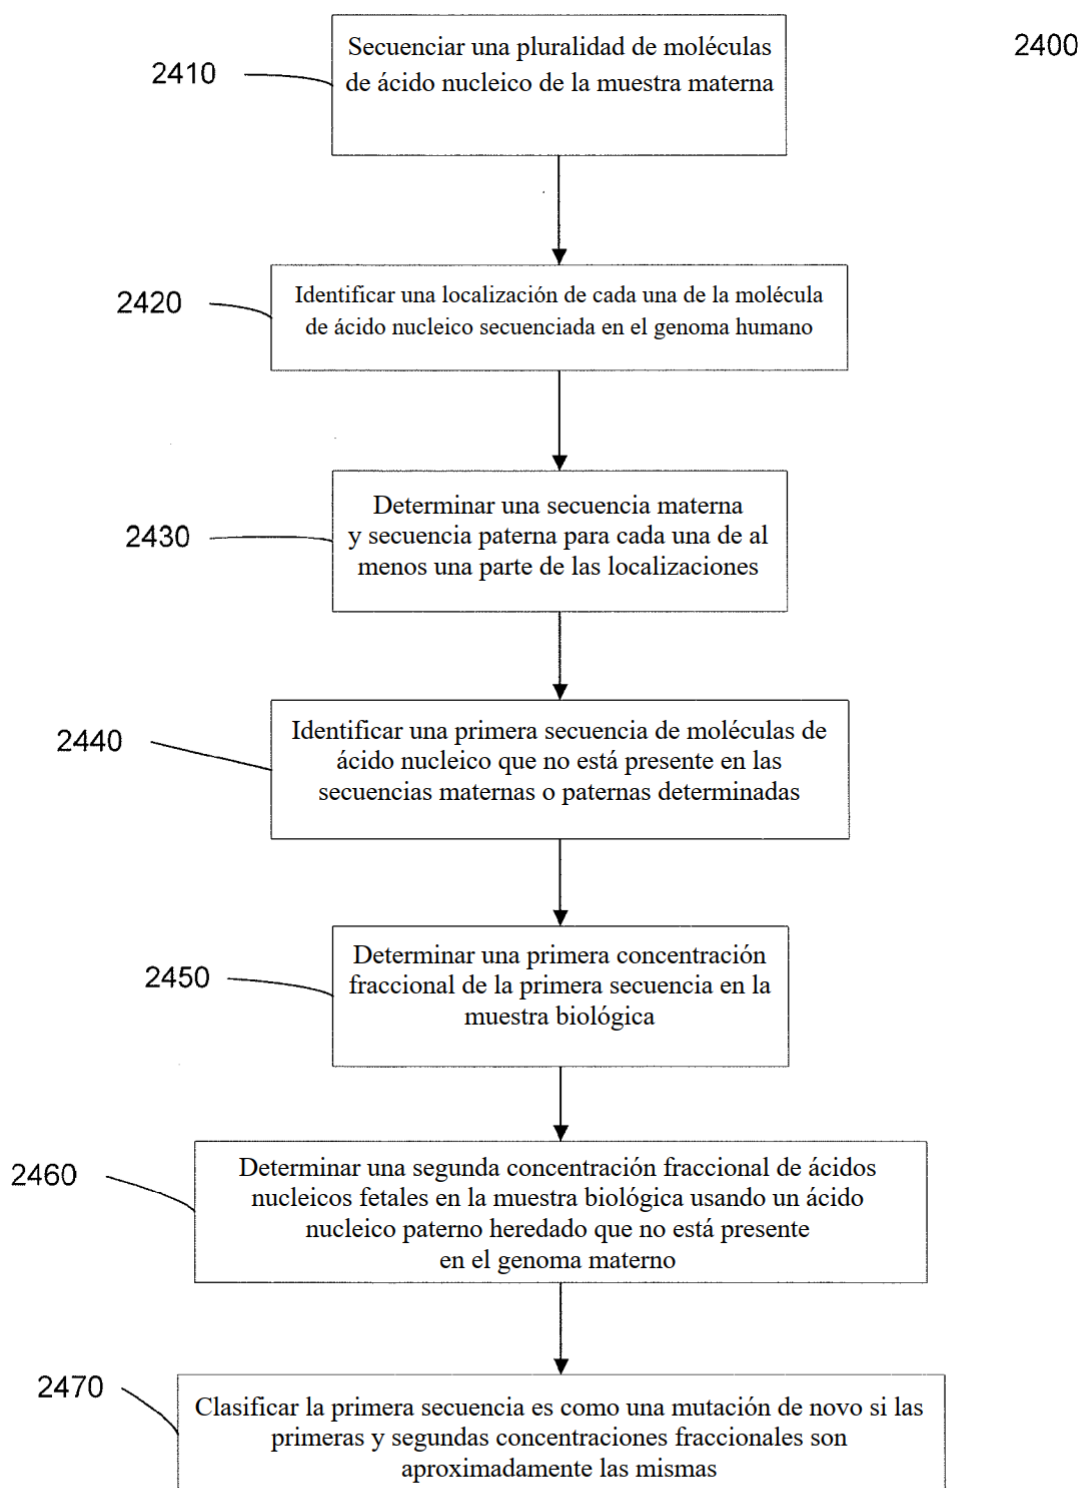 2400
2410
Secuenciar una pluralidad de moléculas
de ácido nucleico de la muestra materna
2420
Identificar una localización de cada una de la molécula
de ácido nucleico secuenciada en el genoma humano
2430
Determinar una secuencia materna
y secuencia paterna para cada una de al
menos una parte de las localizaciones
2440
Identificar una primera secuencia de moléculas de
ácido nucleico que no está presente en las
secuencias maternas o paternas determinadas
2450
Determinar una primera concentración
fraccional de la primera secuencia en la
muestra biológica
2460
Determinar una segunda concentración fraccional de ácidos
nucleicos fetales en la muestra biológica usando un ácido
nucleico paterno heredado que no está presente
en el genoma materno
2470
Clasificar la primera secuencia es como una mutación de novo si las
primeras y segundas concentraciones fraccionales son
aproximadamente las mismas